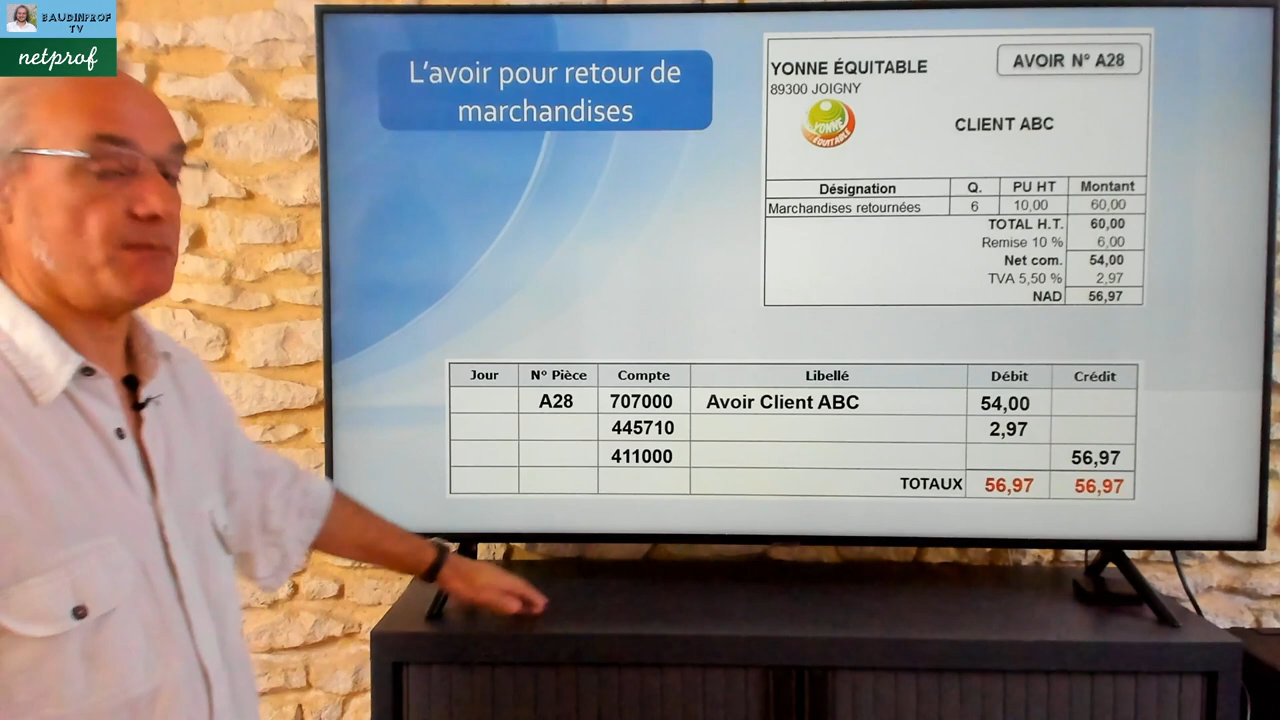 BAUDINPROF
TV
netprof
L'avoir pour retour de
marchandises
YONNE ÉQUITABLE
AVOIR N° A28
89300 JOIGNY
YONNE
ÉQUITABLE
CLIENT ABC
Désignation Q. PU HT Montant
Marchandises retournées 6 10,00 60,00
TOTAL H.T. 60,00
Remise 10 % 6,00
Net com. 54,00
TVA 5,50 % 2,97
NAD 56,97
Jour N° Pièce Compte Libellé Débit Crédit
A28 707000 Avoir Client ABC 54,00
445710 2,97
411000 56,97
TOTAUX 56,97 56,97